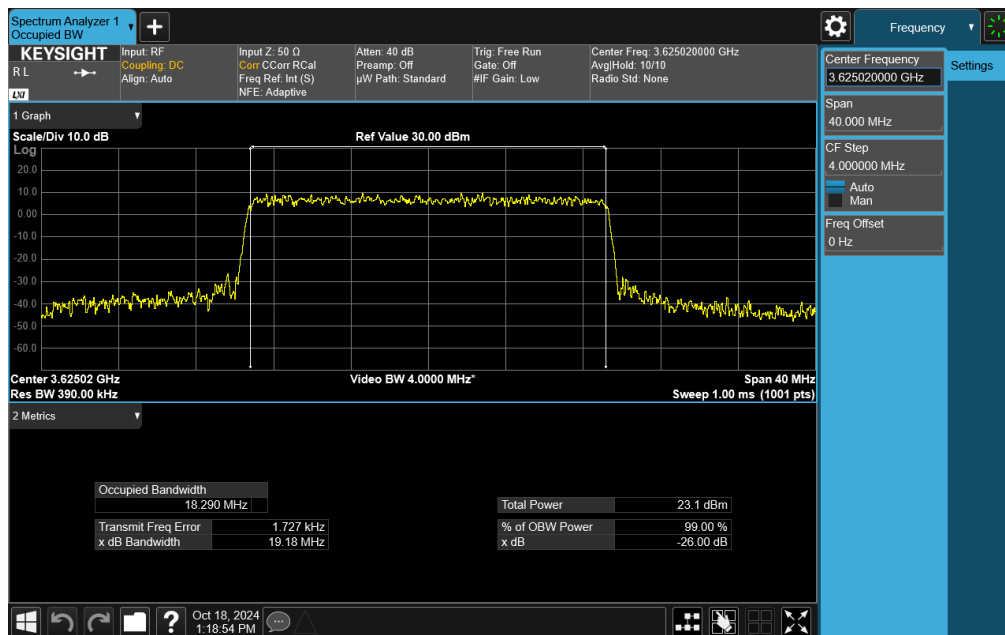 Spectrum Analyzer 1
Occupied BW
Frequency
KEYSIGHT
R L
LXI
Input: RF
Coupling: DC
Align: Auto
Input Z: 50 Ω
Corr CCorr RCal
Freq Ref: Int (S)
NFE: Adaptive
Atten: 40 dB
Preamp: Off
µW Path: Standard
Trig: Free Run
Gate: Off
#IF Gain: Low
Center Freq: 3.625020000 GHz
Avg|Hold: 10/10
Radio Std: None
Center Frequency
3.625020000 GHz
Settings
Span
40.000 MHz
CF Step
4.000000 MHz
Auto
Man
Freq Offset
0 Hz
1 Graph
Scale/Div 10.0 dB
Ref Value 30.00 dBm
Log
20.0
10.0
0.00
-10.0
-20.0
-30.0
-40.0
-50.0
-60.0
Center 3.62502 GHz
Video BW 4.0000 MHz*
Span 40 MHz
Res BW 390.00 kHz
Sweep 1.00 ms (1001 pts)
2 Metrics
Occupied Bandwidth
18.290 MHz
Total Power 23.1 dBm
Transmit Freq Error 1.727 kHz
% of OBW Power 99.00 %
x dB Bandwidth 19.18 MHz
x dB -26.00 dB
Oct 18, 2024
1:18:54 PM